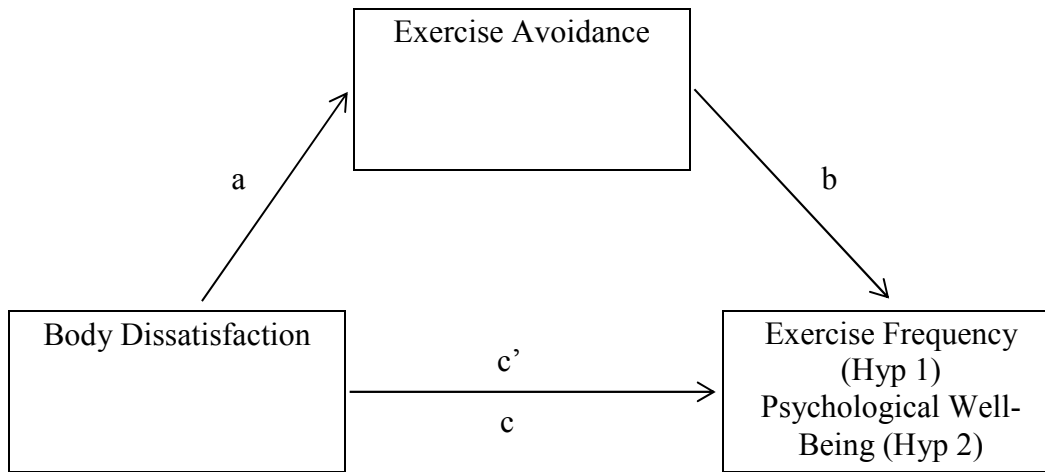 Exercise Avoidance
a
b
Body Dissatisfaction
c’
c
Exercise Frequency
(Hyp 1)
Psychological Well-
Being (Hyp 2)